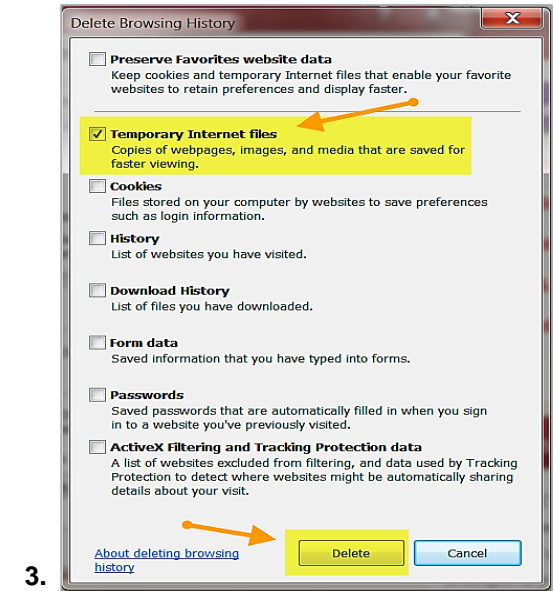 Delete Browsing History
Preserve Favorites website data
Keep cookies and temporary Internet files that enable your favorite
websites to retain preferences and display faster.
Temporary Internet files
Copies of webpages, images, and media that are saved for
faster viewing.
Cookies
Files stored on your computer by websites to save preferences
such as login information.
History
List of websites you have visited.
Download History
List of files you have downloaded.
Form data
Saved information that you have typed into forms.
Passwords
Saved passwords that are automatically filled in when you sign
in to a website you've previously visited.
ActiveX Filtering and Tracking Protection data
A list of websites excluded from filtering, and data used by Tracking
Protection to detect where websites might be automatically sharing
details about your visit.
About deleting browsing
history
Delete
Cancel
3.